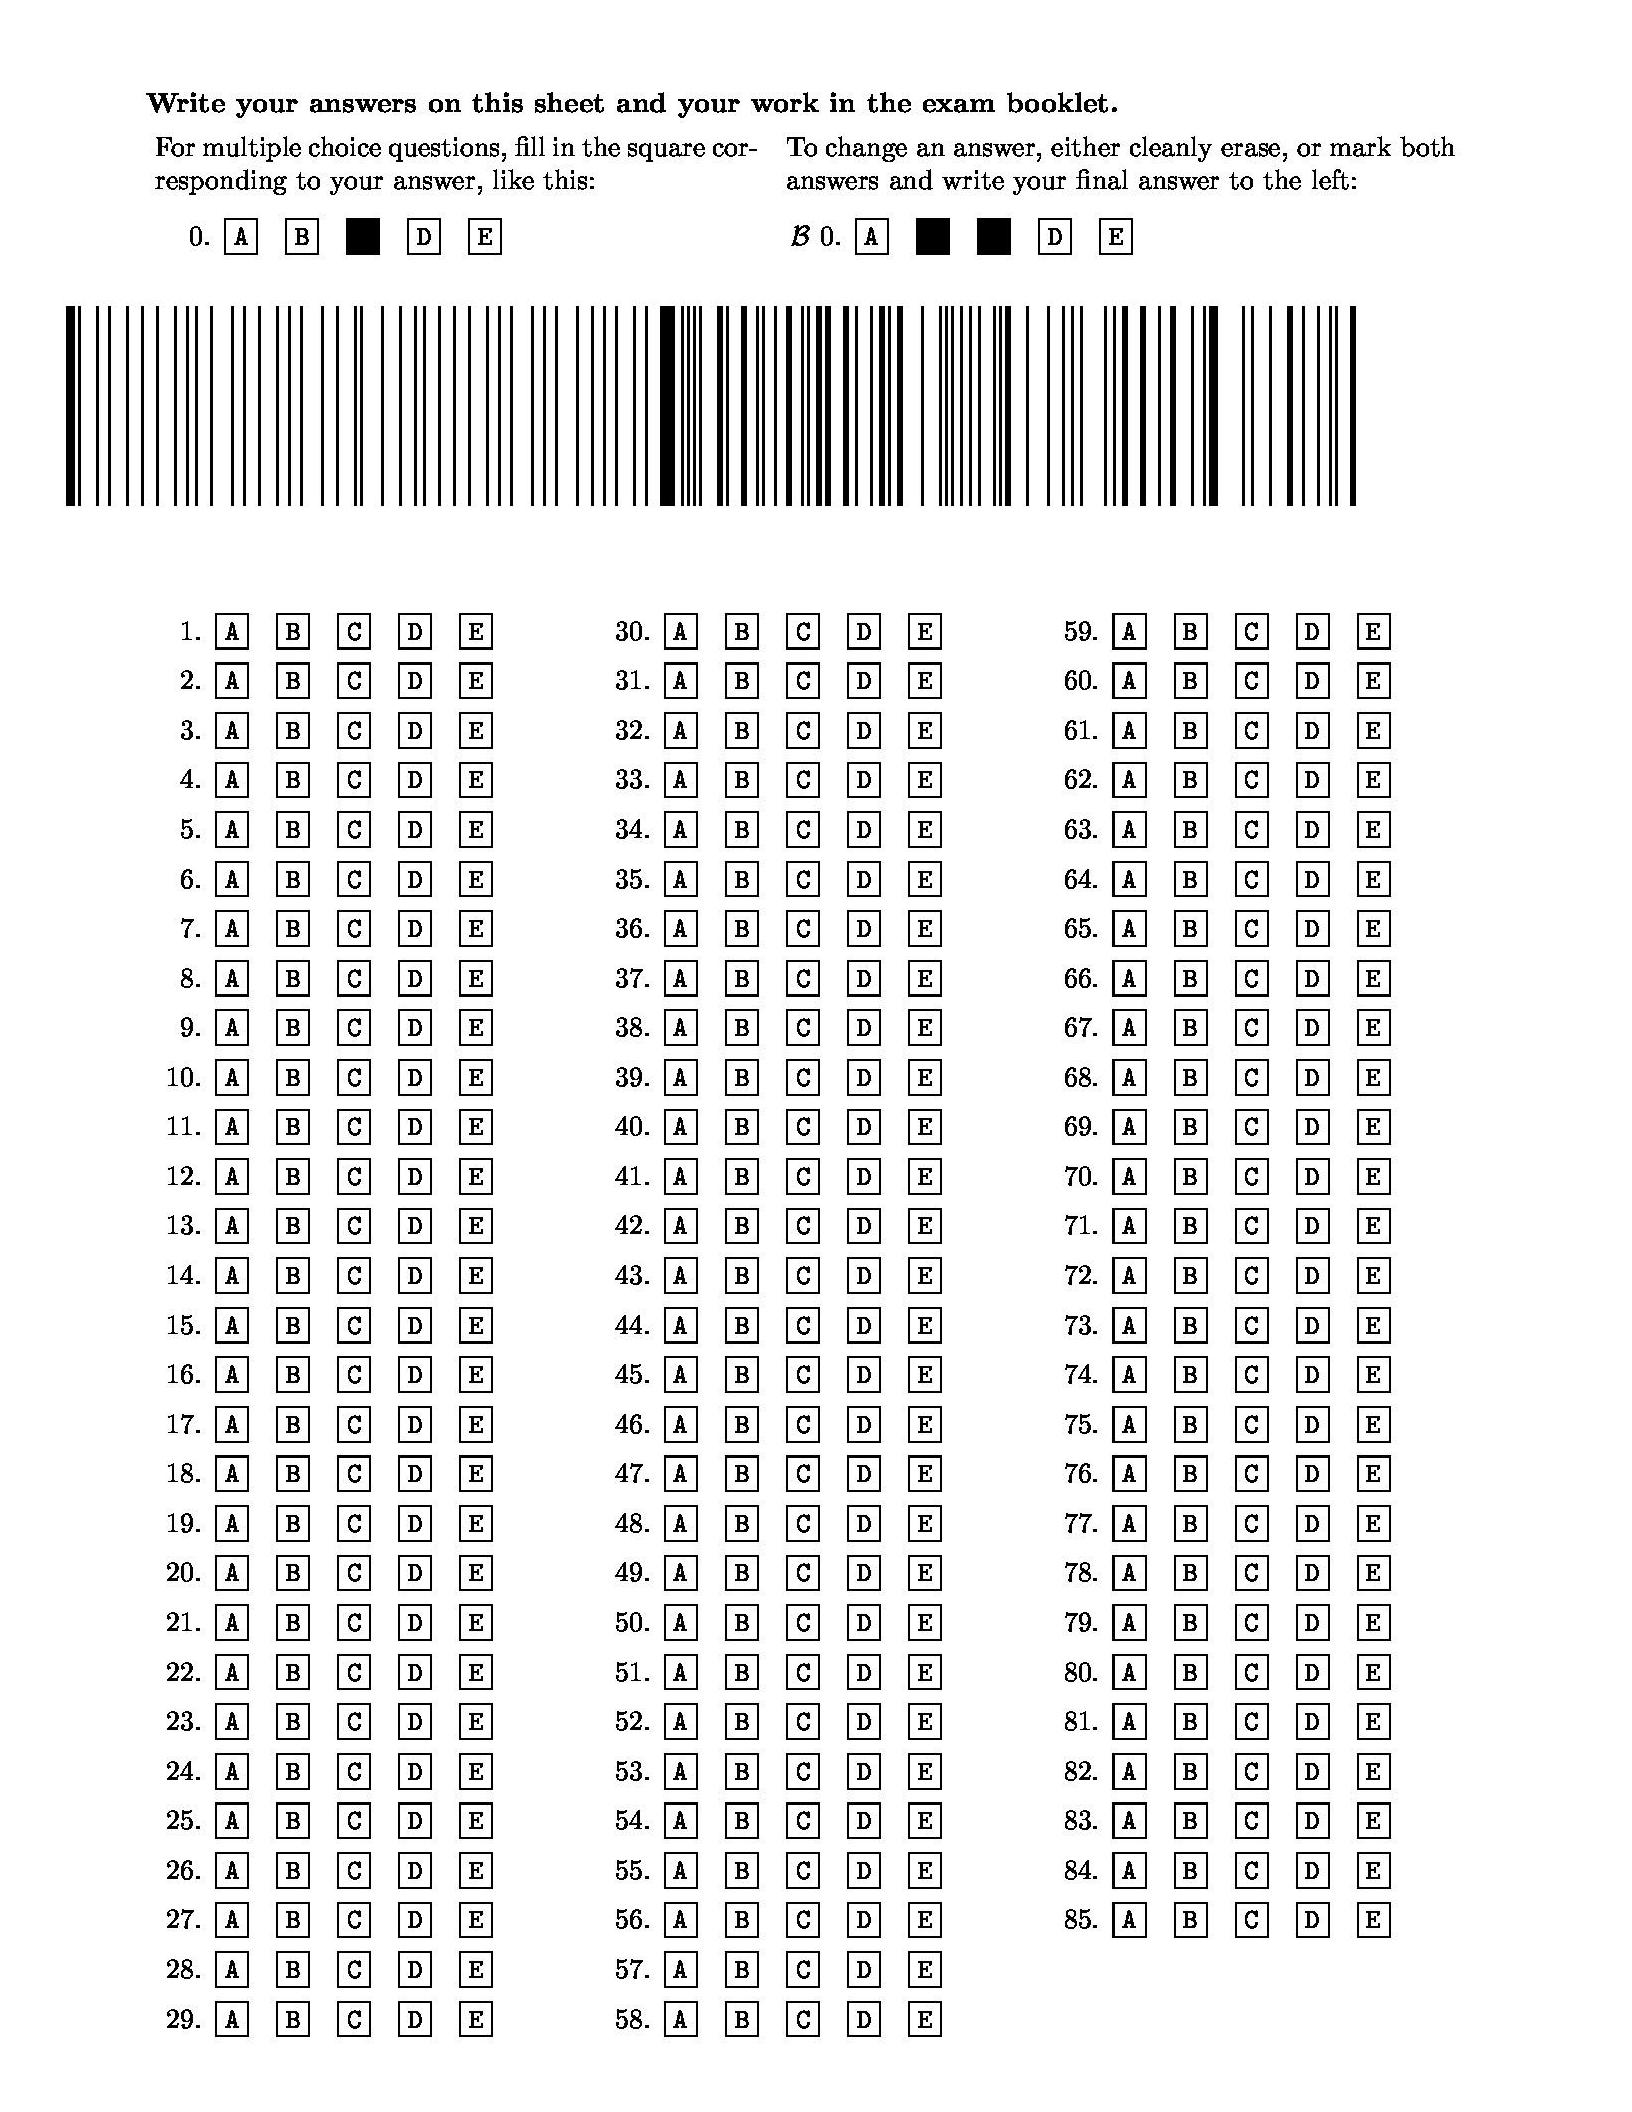 Write your answers on this sheet and your work in the exam booklet.
For multiple choice questions, fill in the square cor-
responding to your answer, like this:
0. A B D E
To change an answer, either cleanly erase, or mark both
answers and write your final answer to the left:
B 0. A D E
1. A B C D E
2. A B C D E
3. A B C D E
4. A B C D E
5. A B C D E
6. A B C D E
7. A B C D E
8. A B C D E
9. A B C D E
10. A B C D E
11. A B C D E
12. A B C D E
13. A B C D E
14. A B C D E
15. A B C D E
16. A B C D E
17. A B C D E
18. A B C D E
19. A B C D E
20. A B C D E
21. A B C D E
22. A B C D E
23. A B C D E
24. A B C D E
25. A B C D E
26. A B C D E
27. A B C D E
28. A B C D E
29. A B C D E
30. A B C D E
31. A B C D E
32. A B C D E
33. A B C D E
34. A B C D E
35. A B C D E
36. A B C D E
37. A B C D E
38. A B C D E
39. A B C D E
40. A B C D E
41. A B C D E
42. A B C D E
43. A B C D E
44. A B C D E
45. A B C D E
46. A B C D E
47. A B C D E
48. A B C D E
49. A B C D E
50. A B C D E
51. A B C D E
52. A B C D E
53. A B C D E
54. A B C D E
55. A B C D E
56. A B C D E
57. A B C D E
58. A B C D E
59. A B C D E
60. A B C D E
61. A B C D E
62. A B C D E
63. A B C D E
64. A B C D E
65. A B C D E
66. A B C D E
67. A B C D E
68. A B C D E
69. A B C D E
70. A B C D E
71. A B C D E
72. A B C D E
73. A B C D E
74. A B C D E
75. A B C D E
76. A B C D E
77. A B C D E
78. A B C D E
79. A B C D E
80. A B C D E
81. A B C D E
82. A B C D E
83. A B C D E
84. A B C D E
85. A B C D E